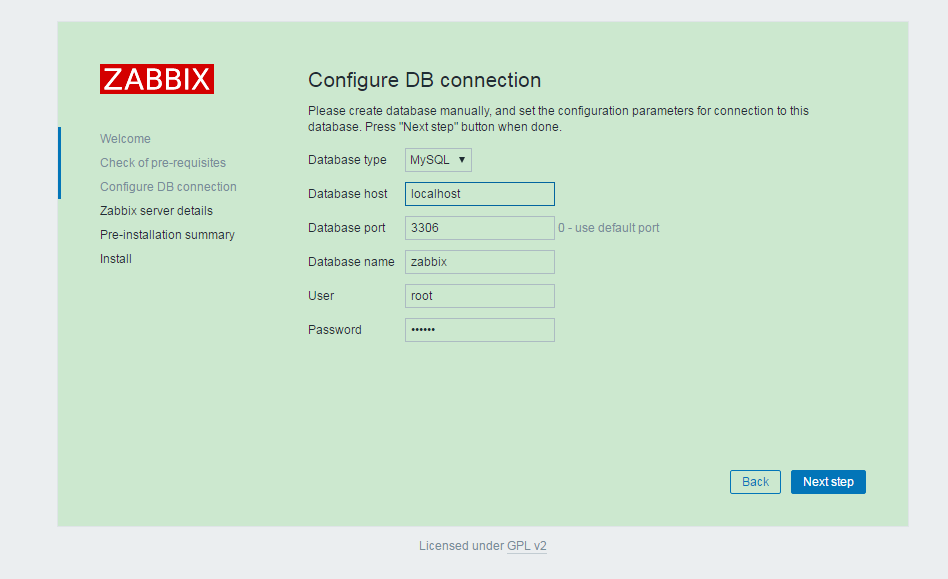 ZABBIX
Welcome
Check of pre-requisites
Configure DB connection
Zabbix server details
Pre-installation summary
Install
Configure DB connection
Please create database manually, and set the configuration parameters for connection to this
database. Press "Next step" button when done.
Database type MySQL ▼
Database host localhost
Database port 3306 0 - use default port
Database name zabbix
User root
Password ••••••
Back Next step
Licensed under GPL v2